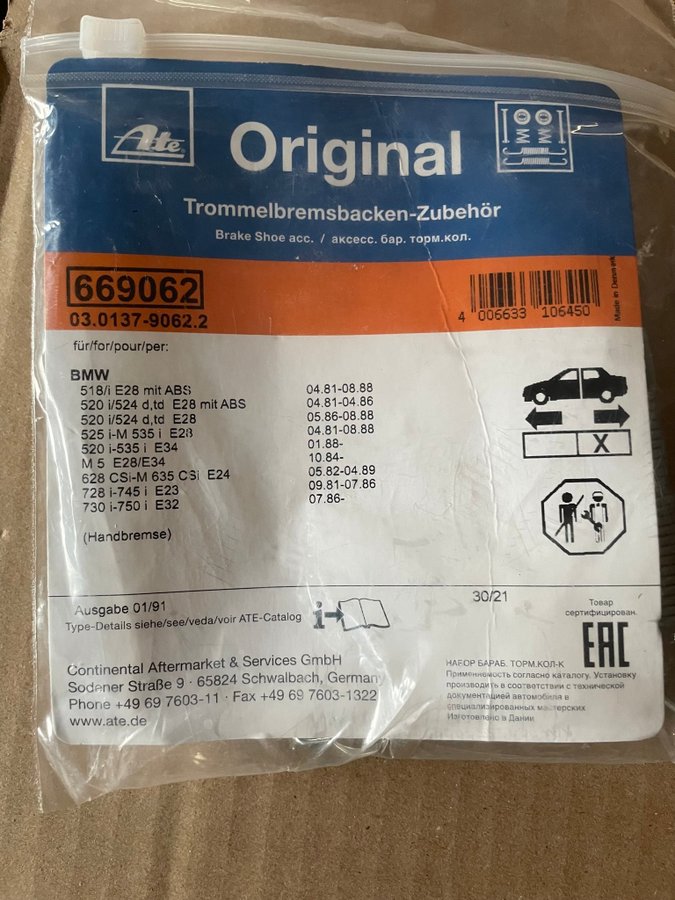 Ate
Original
Trommelbremsbacken-Zubehör
Brake Shoe acc. / аксесс. бар. торм.кол.
669062
03.0137-9062.2
4 006633 106450
Made in Denmark
für/for/pour/per:
BMW
518/i E28 mit ABS 04.81-08.88
520 i/524 d,td E28 mit ABS 04.81-04.86
520 i/524 d,td E28 05.86-08.88
525 i-M 535 i E28 04.81-08.88
520 i-535 i E34 01.88-
M 5 E28/E34 10.84-
628 CSi-M 635 CSi E24 05.82-04.89
728 i-745 i E23 09.81-07.86
730 i-750 i E32 07.86-
(Handbremse)
X
Ausgabe 01/91
30/21
Type-Details siehe/see/veda/voir ATE-Catalog
i
Товар
сертифицирован.
EAC
Continental Aftermarket & Services GmbH
Sodener Straße 9 · 65824 Schwalbach, Germany
Phone +49 69 7603-11 · Fax +49 69 7603-1322
www.ate.de
НАБОР БАРАБ. ТОРМ.КОЛ-К
Применяемость согласно каталогу. Установку
производить в соответствии с технической
документацией автомобиля в
специализированных мастерских
Изготовлено в Дании